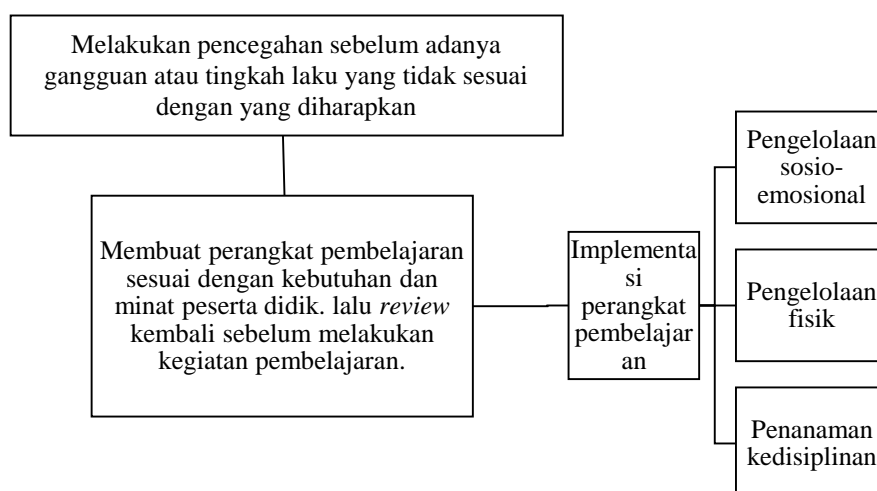 Melakukan pencegahan sebelum adanya
gangguan atau tingkah laku yang tidak sesuai
dengan yang diharapkan
Membuat perangkat pembelajaran
sesuai dengan kebutuhan dan
minat peserta didik. lalu review
kembali sebelum melakukan
kegiatan pembelajaran.
Implementa
si
perangkat
pembelajar
an
Pengelolaan
sosio-
emosional
Pengelolaan
fisik
Penanaman
kedisiplinan